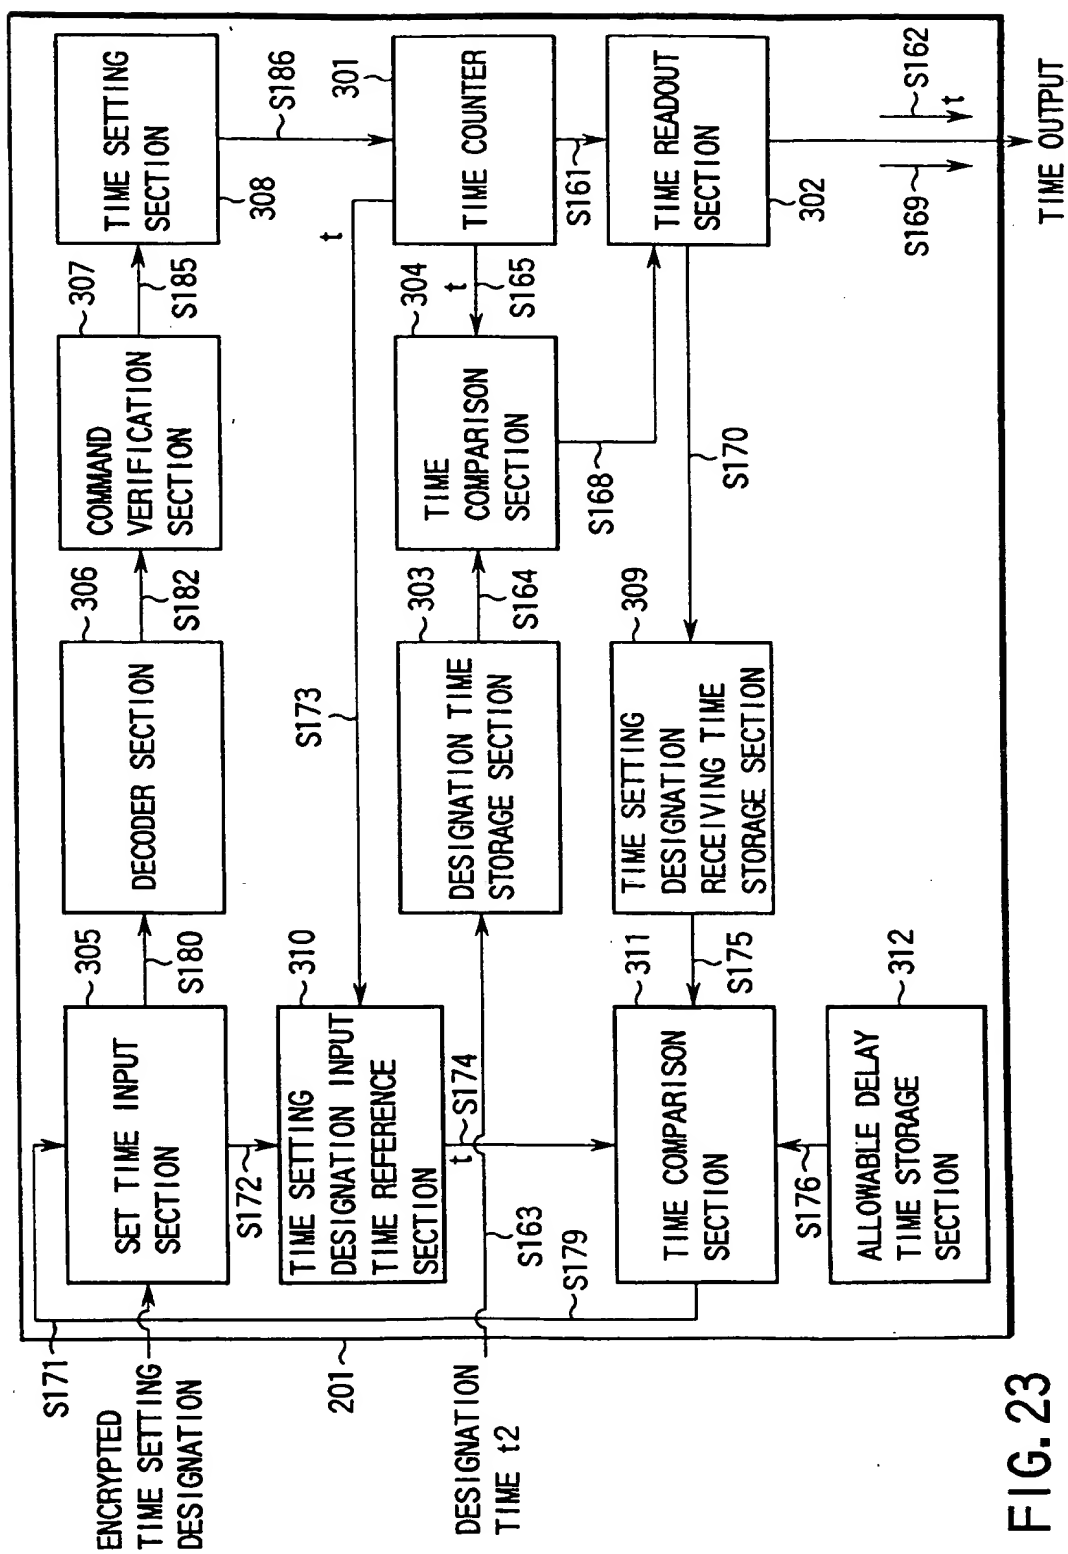 ENCRYPTED
TIME SETTING
DESIGNATION
S171
201
305
SET TIME INPUT
SECTION
S180
306
DECODER SECTION
S182
307
COMMAND
VERIFICATION
SECTION
S185
TIME SETTING
SECTION
308
S186
S172
310
TIME SETTING
DESIGNATION INPUT
TIME REFERENCE
SECTION
S173
t
301
TIME COUNTER
DESIGNATION
TIME t2
S163
t
S174
303
DESIGNATION TIME
STORAGE SECTION
S164
304
TIME
COMPARISON
SECTION
t
S165
S161
S168
S179
311
TIME COMPARISON
SECTION
S175
309
TIME SETTING
DESIGNATION
RECEIVING TIME
STORAGE SECTION
S170
TIME READOUT
SECTION
302
S176
312
ALLOWABLE DELAY
TIME STORAGE
SECTION
S169
S162
t
TIME OUTPUT
FIG. 23